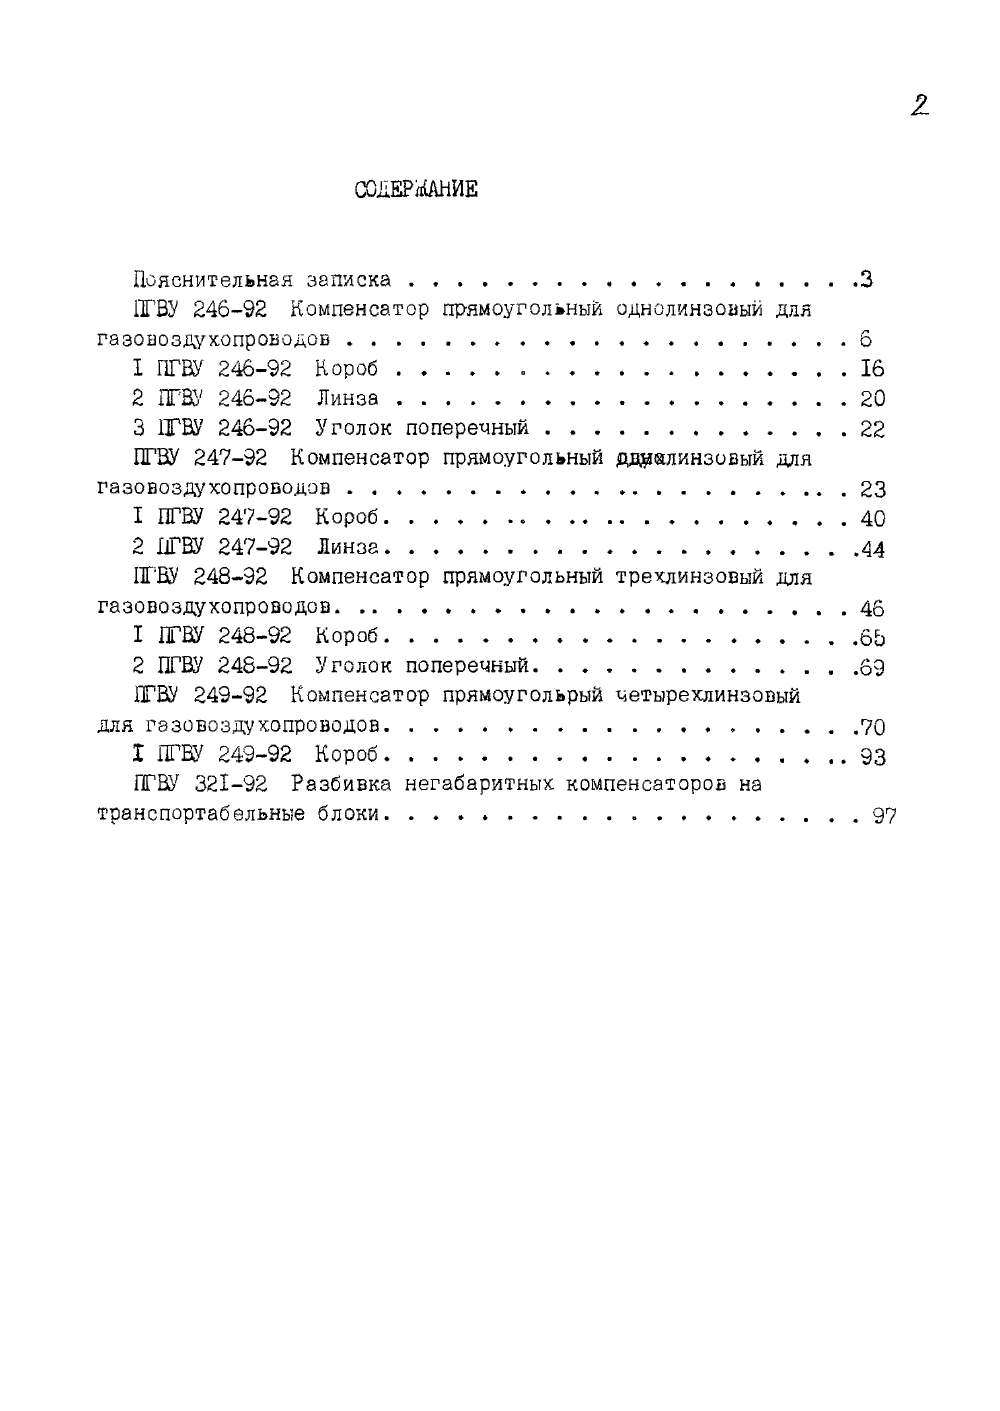 2
СОДЕРЖАНИЕ
Пояснительная записка . . . . . . . . . . . . . . . . . . .3
ПГВУ 246-92 Компенсатор прямоугольный однолинзовый для
газовоздухопроводов . . . . . . . . . . . . . . . . . . . . . 6
I ПГВУ 246-92 Короб . . . . . . . . . . . . . . . . . . . 16
2 ПГВУ 246-92 Линза . . . . . . . . . . . . . . . . . . . 20
3 ПГВУ 246-92 Уголок поперечный . . . . . . . . . . . . . 22
ПГВУ 247-92 Компенсатор прямоугольный для
газовоздухопроводов . . . . . . . . . . . . . . . . . . . . . 23
I ПГВУ 247-92 Короб. . . . . . . . . . . . . . . . . . . . 40
2 ПГВУ 247-92 Линза. . . . . . . . . . . . . . . . . . . .44
ПГВУ 248-92 Компенсатор прямоугольный трехлинзовый для
газовоздухопроводов. . . . . . . . . . . . . . . . . . . . . . 46
I ПГВУ 248-92 Короб. . . . . . . . . . . . . . . . . . . .65
2 ПГВУ 248-92 Уголок поперечный. . . . . . . . . . . . . .69
ПГВУ 249-92 Компенсатор прямоуголърый четырехлинзовый
для газовоздухопроводов. . . . . . . . . . . . . . . . . . . .70
I ПГВУ 249-92 Короб. . . . . . . . . . . . . . . . . . . .. 93
ПГВУ 321-92 Разбивка негабаритных компенсаторов на
транспортабельные блоки. . . . . . . . . . . . . . . . . . . . 97